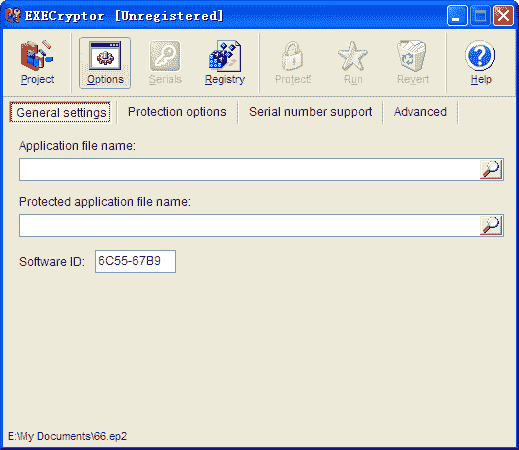 EXECryptor [Unregistered]
Project Options Serials Registry Protect! Run Revert Help
General settings Protection options Serial number support Advanced
Application file name:
Protected application file name:
Software ID: 6C55-67B9
E:\My Documents\66.ep2